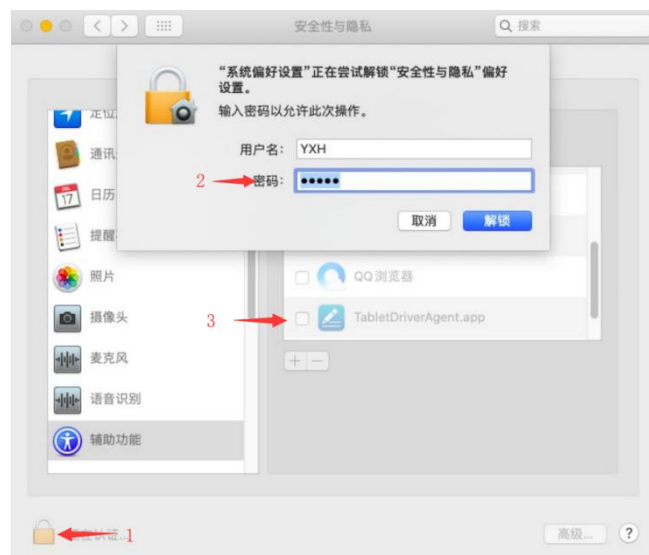 安全性与隐私
搜索
“系统偏好设置”正在尝试解锁“安全性与隐私”偏好
设置。
输入密码以允许此次操作。
用户名: YXH
2
密码: •••••
取消
解锁
定位
通讯
日历
提醒
照片
摄像头
麦克风
语音识别
辅助功能
QQ浏览器
3
TabletDriverAgent.app
+ −
1
高级...
?